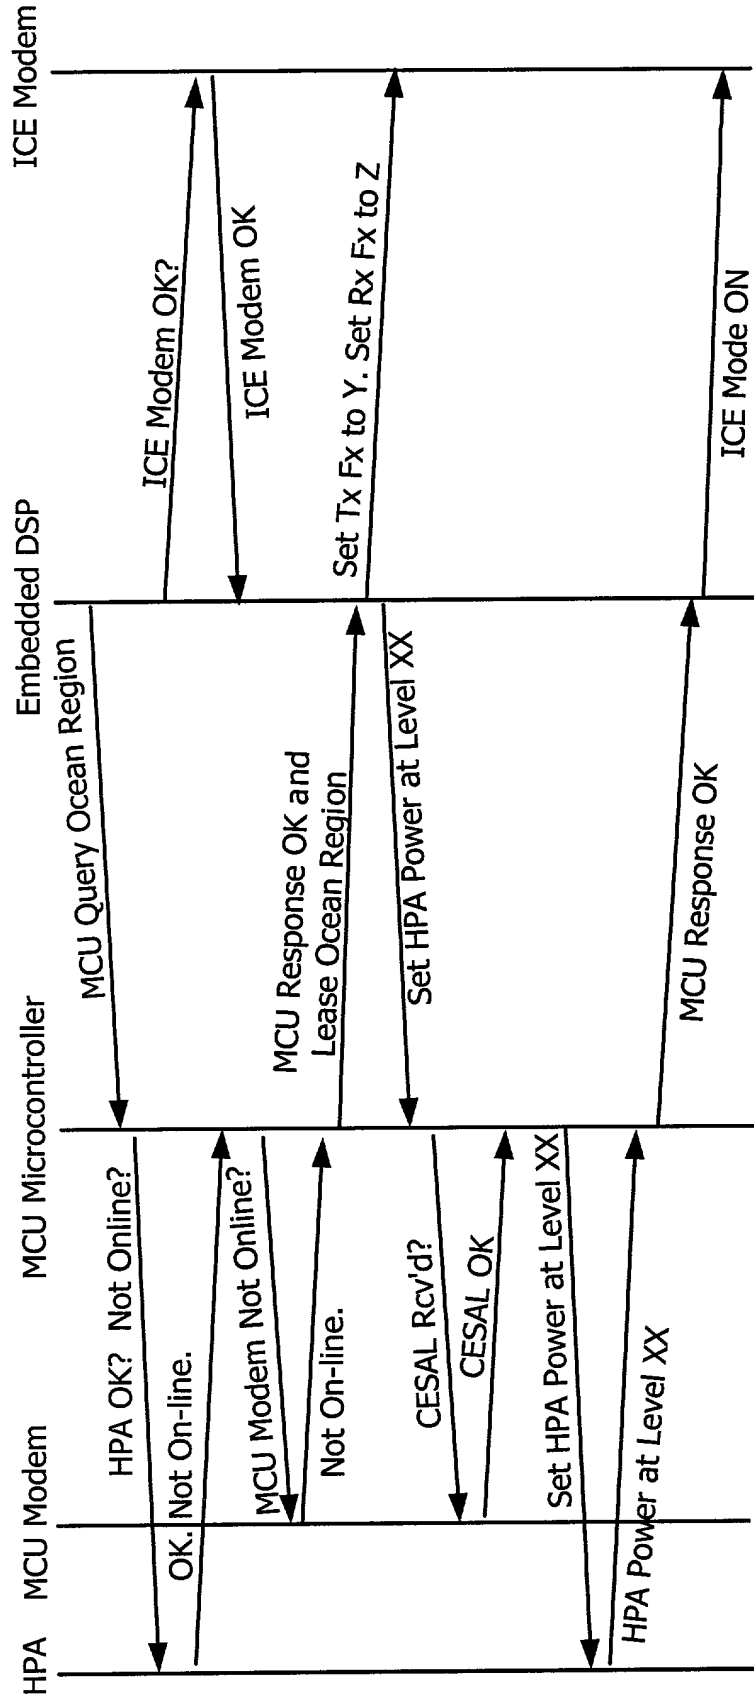 HPA
MCU Modem
MCU Microcontroller
Embedded DSP
ICE Modem
MCU Query Ocean Region
HPA OK? Not Online?
ICE Modem OK?
OK. Not On-line.
ICE Modem OK
MCU Modem Not Online?
Not On-line.
MCU Response OK and
Lease Ocean Region
Set Tx Fx to Y. Set Rx Fx to Z
Set HPA Power at Level XX
CESAL Rcv'd?
CESAL OK
Set HPA Power at Level XX
HPA Power at Level XX
MCU Response OK
ICE Mode ON